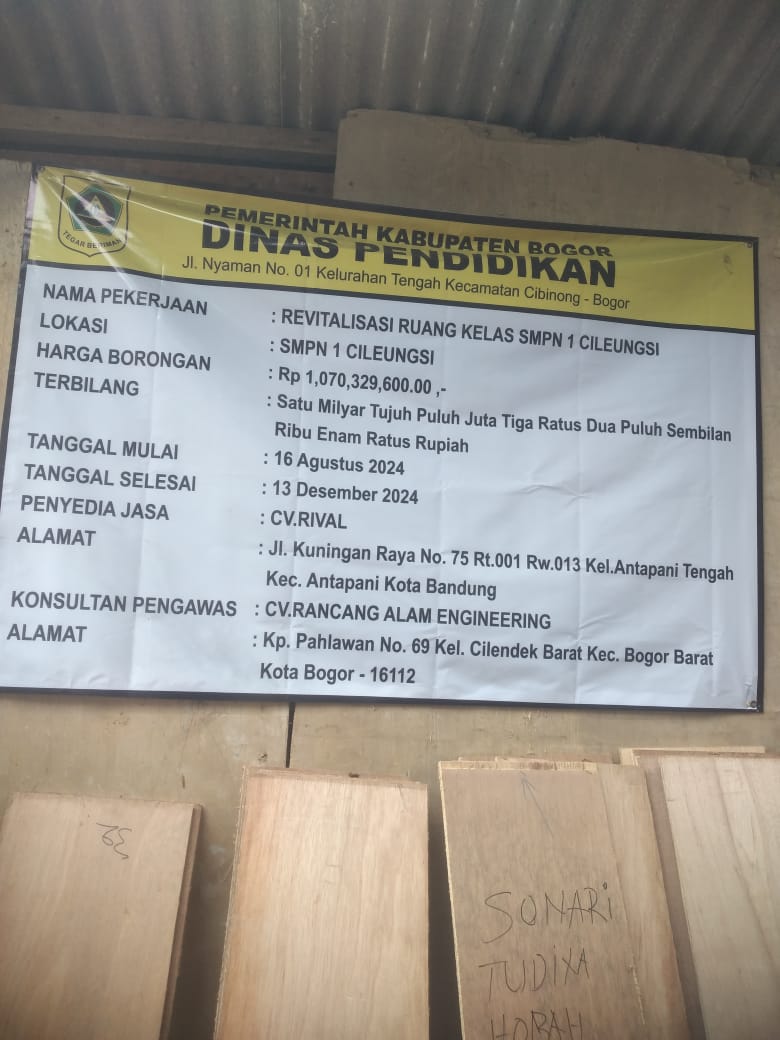 TEGAR BERIMAN
PEMERINTAH KABUPATEN BOGOR
DINAS PENDIDIKAN
Jl. Nyaman No. 01 Kelurahan Tengah Kecamatan Cibinong - Bogor
NAMA PEKERJAAN : REVITALISASI RUANG KELAS SMPN 1 CILEUNGSI
LOKASI : SMPN 1 CILEUNGSI
HARGA BORONGAN : Rp 1,070,329,600.00 ,-
TERBILANG : Satu Milyar Tujuh Puluh Juta Tiga Ratus Dua Puluh Sembilan
Ribu Enam Ratus Rupiah
TANGGAL MULAI : 16 Agustus 2024
TANGGAL SELESAI : 13 Desember 2024
PENYEDIA JASA : CV.RIVAL
ALAMAT : Jl. Kuningan Raya No. 75 Rt.001 Rw.013 Kel.Antapani Tengah
Kec. Antapani Kota Bandung
KONSULTAN PENGAWAS : CV.RANCANG ALAM ENGINEERING
ALAMAT : Kp. Pahlawan No. 69 Kel. Cilendek Barat Kec. Bogor Barat
Kota Bogor - 16112
SONARi
HORAH